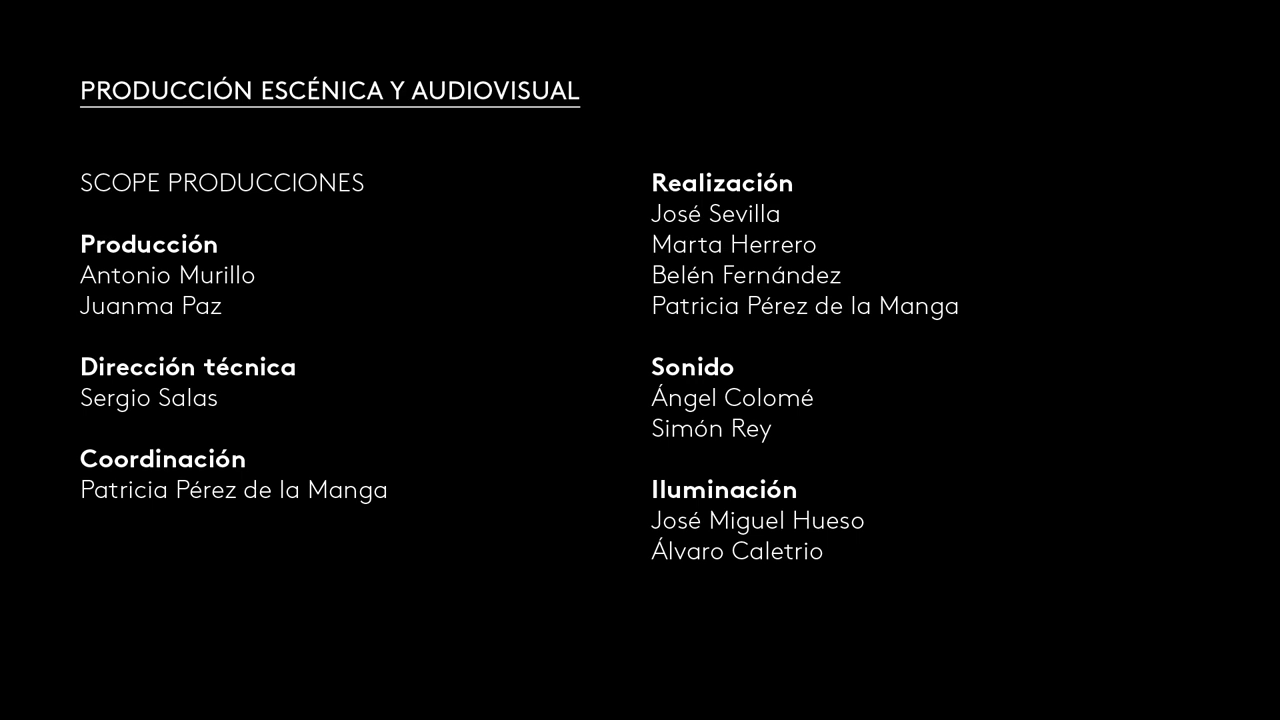 PRODUCCIÓN ESCÉNICA Y AUDIOVISUAL
SCOPE PRODUCCIONES
Producción
Antonio Murillo
Juanma Paz
Dirección técnica
Sergio Salas
Coordinación
Patricia Pérez de la Manga
Realización
José Sevilla
Marta Herrero
Belén Fernández
Patricia Pérez de la Manga
Sonido
Ángel Colomé
Simón Rey
Iluminación
José Miguel Hueso
Álvaro Caletrio